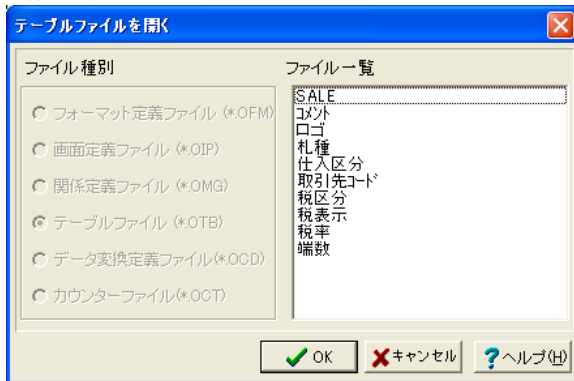 テーブルファイルを開く
ファイル種別
フォーマット定義ファイル (*.OFM)
画面定義ファイル (*.OIP)
関係定義ファイル (*.OMG)
テーブルファイル (*.OTB)
データ変換定義ファイル(*.OCD)
カウンターファイル(*.OCT)
ファイル一覧
SALE
コメント
ロゴ
札種
仕入区分
取引先コード
税区分
税表示
税率
端数
OK
キャンセル
ヘルプ(H)